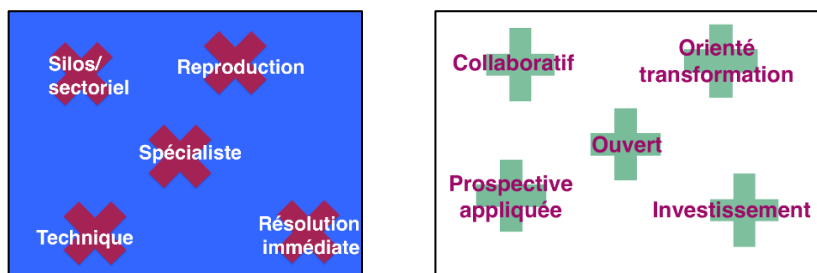 Silos/
sectoriel
Reproduction
Spécialiste
Technique
Résolution
immédiate
Collaboratif
Orienté
transformation
Ouvert
Prospective
appliquée
Investissement